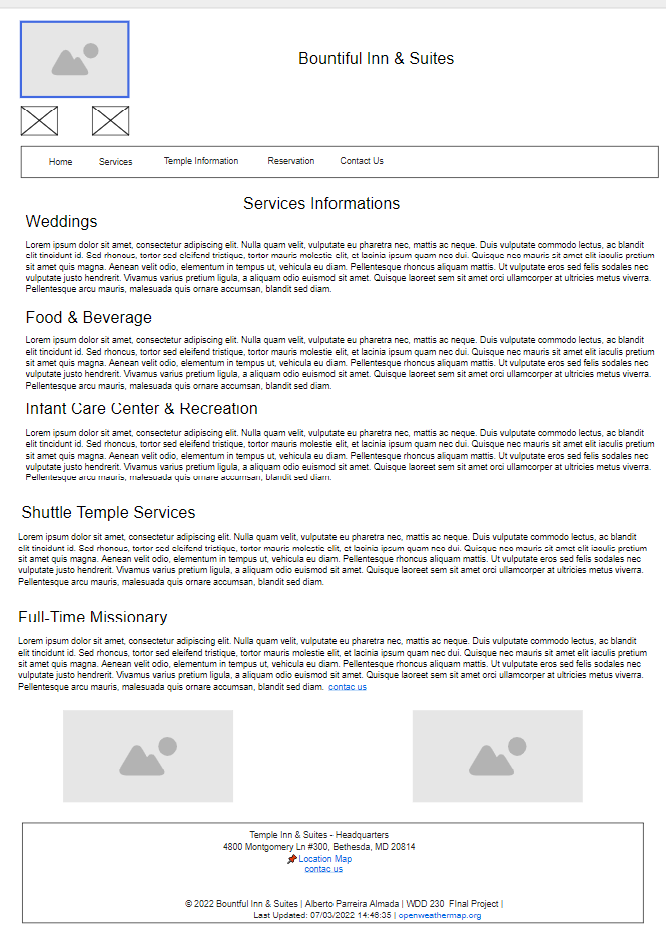 Bountiful Inn & Suites
Home Services Temple Information Reservation Contact Us
Services Informations
Weddings
Lorem ipsum dolor sit amet, consectetur adipiscing elit. Nulla quam velit, vulputate eu pharetra nec, mattis ac neque. Duis vulputate commodo lectus, ac blandit
elit tincidunt id. Sed rhoncus, tortor sed eleifend tristique, tortor mauris molestie elit, et lacinia ipsum quam nec dui. Quisque nec mauris sit amet elit iaculis pretium
sit amet quis magna. Aenean velit odio, elementum in tempus ut, vehicula eu diam. Pellentesque rhoncus aliquam mattis. Ut vulputate eros sed felis sodales nec
vulputate justo hendrerit. Vivamus varius pretium ligula, a aliquam odio euismod sit amet. Quisque laoreet sem sit amet orci ullamcorper at ultricies metus viverra.
Pellentesque arcu mauris, malesuada quis ornare accumsan, blandit sed diam.
Food & Beverage
Lorem ipsum dolor sit amet, consectetur adipiscing elit. Nulla quam velit, vulputate eu pharetra nec, mattis ac neque. Duis vulputate commodo lectus, ac blandit
elit tincidunt id. Sed rhoncus, tortor sed eleifend tristique, tortor mauris molestie elit, et lacinia ipsum quam nec dui. Quisque nec mauris sit amet elit iaculis pretium
sit amet quis magna. Aenean velit odio, elementum in tempus ut, vehicula eu diam. Pellentesque rhoncus aliquam mattis. Ut vulputate eros sed felis sodales nec
vulputate justo hendrerit. Vivamus varius pretium ligula, a aliquam odio euismod sit amet. Quisque laoreet sem sit amet orci ullamcorper at ultricies metus viverra.
Pellentesque arcu mauris, malesuada quis ornare accumsan, blandit sed diam.
Infant Care Center & Recreation
Lorem ipsum dolor sit amet, consectetur adipiscing elit. Nulla quam velit, vulputate eu pharetra nec, mattis ac neque. Duis vulputate commodo lectus, ac blandit
elit tincidunt id. Sed rhoncus, tortor sed eleifend tristique, tortor mauris molestie elit, et lacinia ipsum quam nec dui. Quisque nec mauris sit amet elit iaculis pretium
sit amet quis magna. Aenean velit odio, elementum in tempus ut, vehicula eu diam. Pellentesque rhoncus aliquam mattis. Ut vulputate eros sed felis sodales nec
vulputate justo hendrerit. Vivamus varius pretium ligula, a aliquam odio euismod sit amet. Quisque laoreet sem sit amet orci ullamcorper at ultricies metus viverra.
Pellentesque arcu mauris, malesuada quis ornare accumsan, blandit sed diam.
Shuttle Temple Services
Lorem ipsum dolor sit amet, consectetur adipiscing elit. Nulla quam velit, vulputate eu pharetra nec, mattis ac neque. Duis vulputate commodo lectus, ac blandit
elit tincidunt id. Sed rhoncus, tortor sed eleifend tristique, tortor mauris molestie elit, et lacinia ipsum quam nec dui. Quisque nec mauris sit amet elit iaculis pretium
sit amet quis magna. Aenean velit odio, elementum in tempus ut, vehicula eu diam. Pellentesque rhoncus aliquam mattis. Ut vulputate eros sed felis sodales nec
vulputate justo hendrerit. Vivamus varius pretium ligula, a aliquam odio euismod sit amet. Quisque laoreet sem sit amet orci ullamcorper at ultricies metus viverra.
Pellentesque arcu mauris, malesuada quis ornare accumsan, blandit sed diam.
Full-Time Missionary
Lorem ipsum dolor sit amet, consectetur adipiscing elit. Nulla quam velit, vulputate eu pharetra nec, mattis ac neque. Duis vulputate commodo lectus, ac blandit
elit tincidunt id. Sed rhoncus, tortor sed eleifend tristique, tortor mauris molestie elit, et lacinia ipsum quam nec dui. Quisque nec mauris sit amet elit iaculis pretium
sit amet quis magna. Aenean velit odio, elementum in tempus ut, vehicula eu diam. Pellentesque rhoncus aliquam mattis. Ut vulputate eros sed felis sodales nec
vulputate justo hendrerit. Vivamus varius pretium ligula, a aliquam odio euismod sit amet. Quisque laoreet sem sit amet orci ullamcorper at ultricies metus viverra.
Pellentesque arcu mauris, malesuada quis ornare accumsan, blandit sed diam. contac us
Temple Inn & Suites - Headquarters
4800 Montgomery Ln #300, Bethesda, MD 20814
📌Location Map
contac us
© 2022 Bountful Inn & Suites | Alberto Parreira Almada | WDD 230 FInal Project |
Last Updated: 07/03/2022 14:46:35 | openweathermap.org